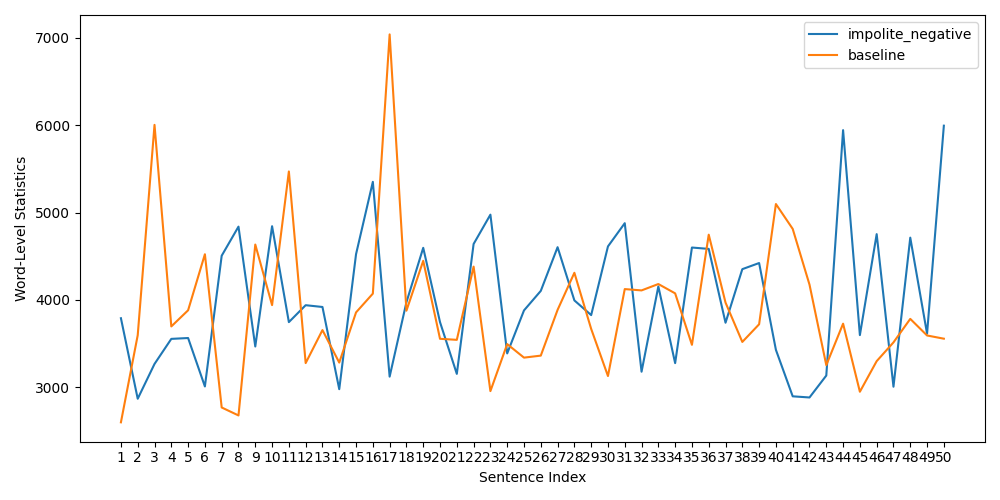 impolite_negative
baseline
Word-Level Statistics
7000
6000
5000
4000
3000
1 2 3 4 5 6 7 8 9 10 11 12 13 14 15 16 17 18 19 20 21 22 23 24 25 26 27 28 29 30 31 32 33 34 35 36 37 38 39 40 41 42 43 44 45 46 47 48 49 50
Sentence Index